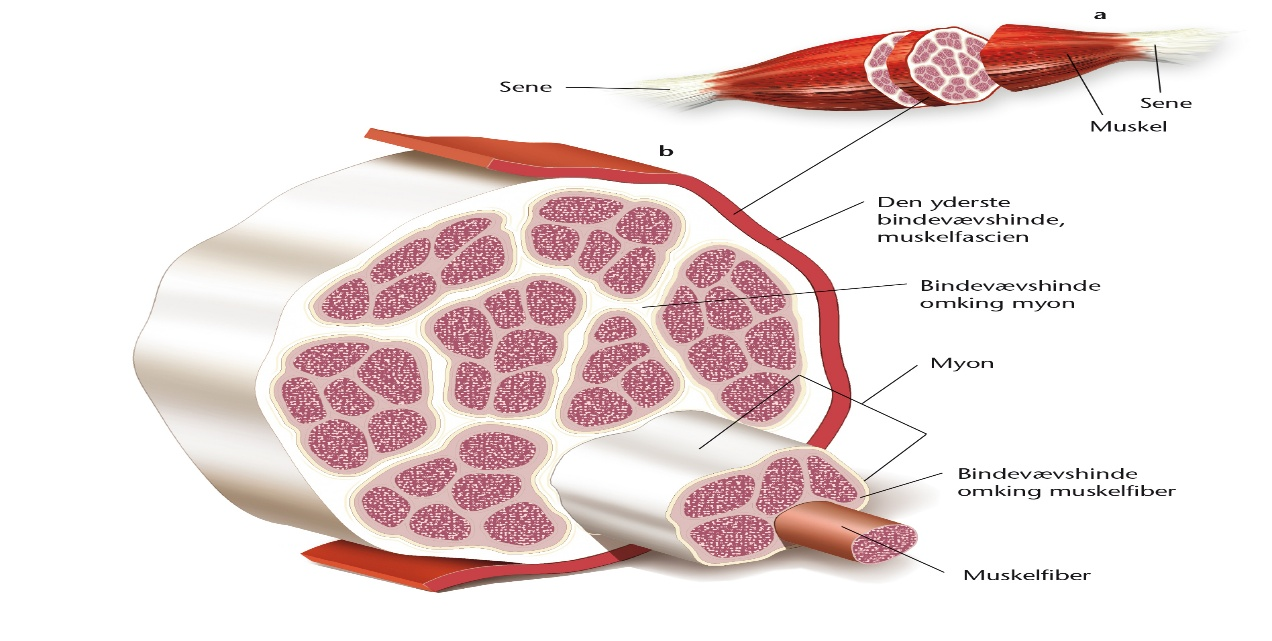 a
Sene
Sene
Muskel
b
Den yderste
bindevævshinde,
muskelfascien
Bindevævshinde
omking myon
Myon
Bindevævshinde
omking muskelfiber
Muskelfiber